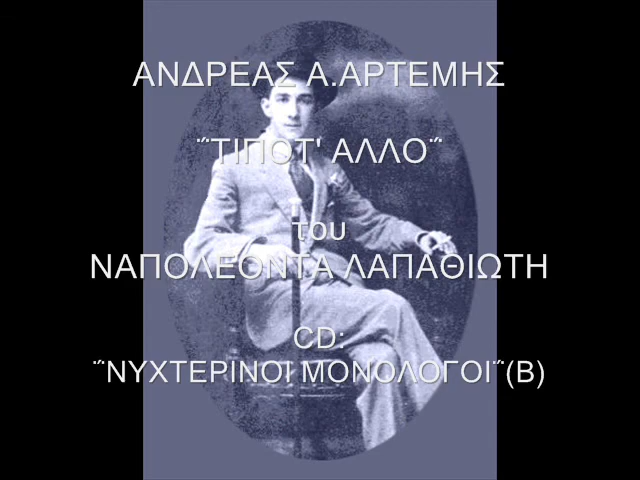 ΑΝΔΡΕΑΣ Α.ΑΡΤΕΜΗΣ
¨ΤΙΠΟΤ' ΑΛΛΟ¨
του
ΝΑΠΟΛΕΟΝΤΑ ΛΑΠΑΘΙΩΤΗ
CD:
¨ΝΥΧΤΕΡΙΝΟΙ ΜΟΝΟΛΟΓΟΙ¨(Β)